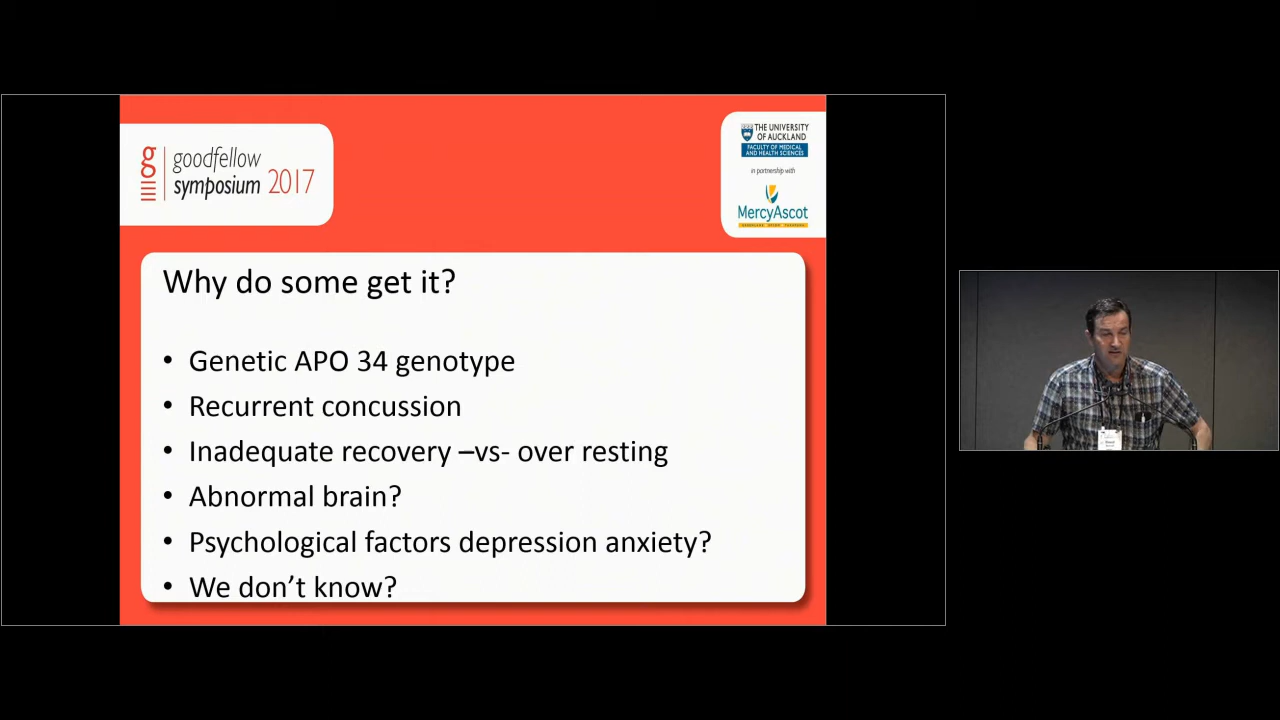 goodfellow
symposium 2017
THE UNIVERSITY
OF AUCKLAND
FACULTY OF MEDICAL
AND HEALTH SCIENCES
in partnership with
MercyAscot
Why do some get it?
• Genetic APO 34 genotype
• Recurrent concussion
• Inadequate recovery –vs- over resting
• Abnormal brain?
• Psychological factors depression anxiety?
• We don’t know?